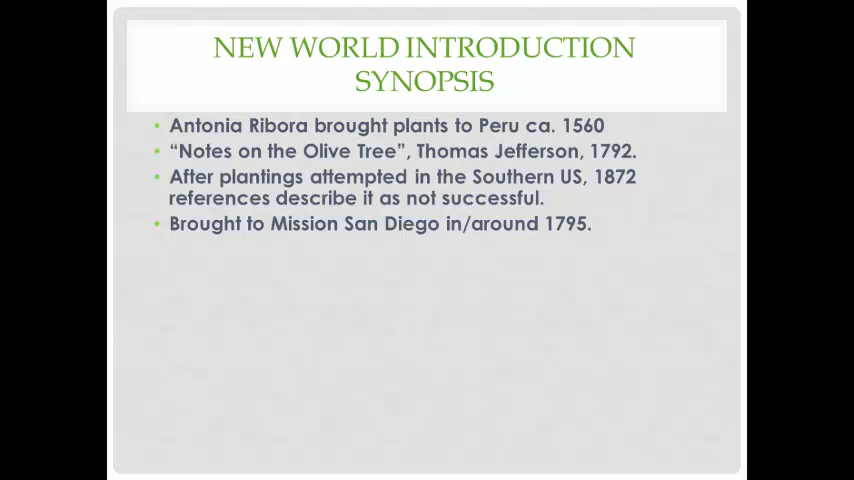 NEW WORLD INTRODUCTION
SYNOPSIS
• Antonia Ribora brought plants to Peru ca. 1560
• “Notes on the Olive Tree”, Thomas Jefferson, 1792.
• After plantings attempted in the Southern US, 1872
references describe it as not successful.
• Brought to Mission San Diego in/around 1795.